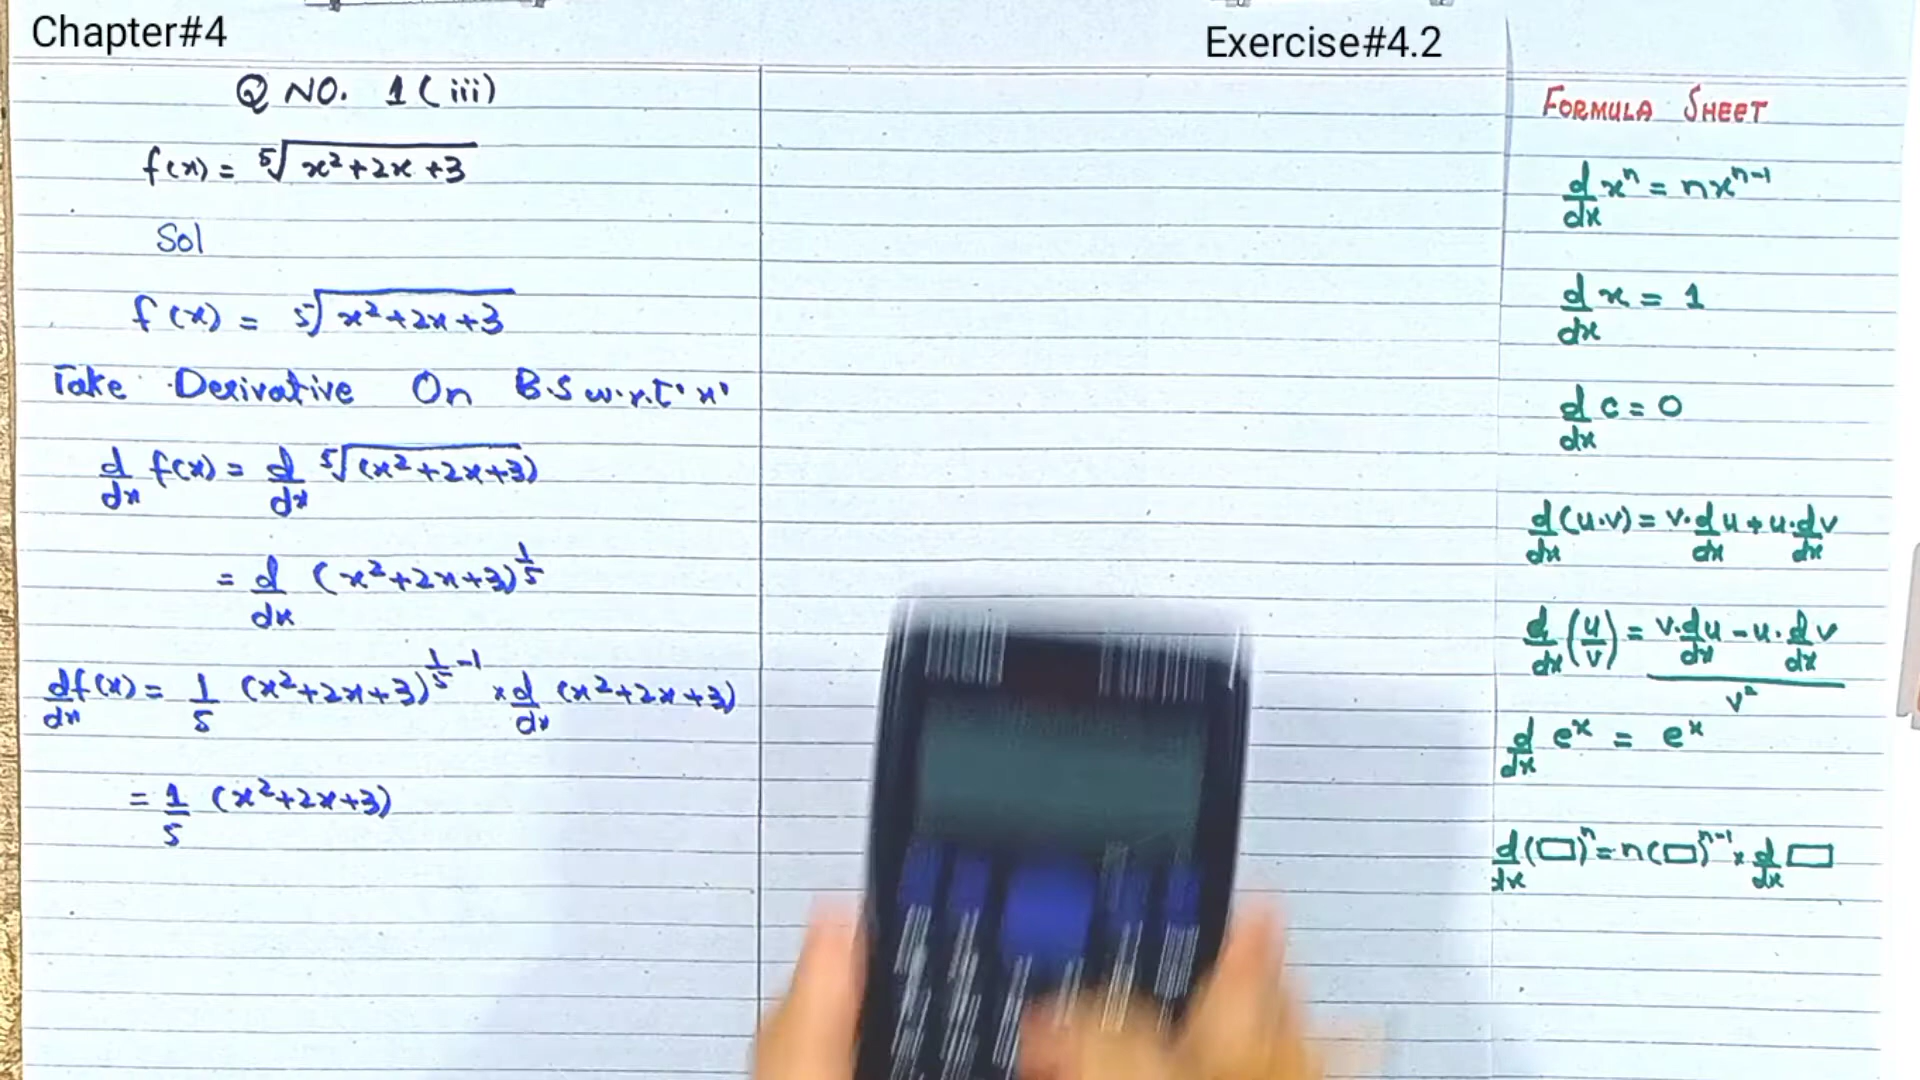 Chapter#4
Exercise#4.2
Q NO. 1(iii)
f(x) = ⁵√x²+2x+3
Sol
f(x) = ⁵√x²+2x+3
Take Derivative On B.S w.r.t 'x'
d/dx f(x) = d/dx ⁵√(x²+2x+3)
= d/dx (x²+2x+3)^1/5
df(x)/dx = 1/5 (x²+2x+3)^1/5-1 × d/dx (x²+2x+3)
= 1/5 (x²+2x+3)
FORMULA SHEET
d/dx xⁿ = nxⁿ⁻¹
d/dx x = 1
d/dx c = 0
d/dx (u·v) = v·d/dx u + u·d/dx v
d/dx (u/v) = v·d/dx u - u·d/dx v / v²
d/dx eˣ = eˣ
d/dx (□)ⁿ = n(□)ⁿ⁻¹ × d/dx □